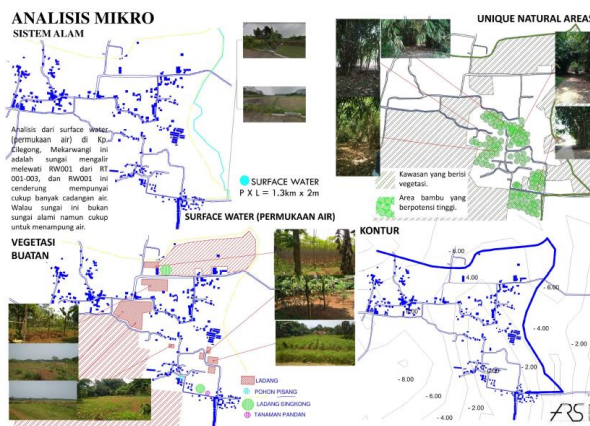 ANALISIS MIKRO
SISTEM ALAM
Analisis dari surface water
(permukaan air) di Kp.
Cilegong, Mekarwangi ini
adalah sungai mengalir
melewati RW001 dari RT
001-003, dan RW001 ini
cenderung mempunyai
cukup banyak cadangan air.
Walau sungai ini bukan
sungai alami namun cukup
untuk menampung air.
SURFACE WATER
P X L = 1.3km x 2m
SURFACE WATER (PERMUKAAN AIR)
UNIQUE NATURAL AREAS
Kawasan yang berisi
vegetasi.
Area bambu yang
berpotensi tinggi.
VEGETASI
BUATAN
LADANG
POHON PISANG
LADANG SINGKONG
TANAMAN PANDAN
KONTUR
- 6.00
- 4.00
- 6.00
- 4.00
- 2.00
- 8.00
- 6.00
- 4.00
- 2.00
- 2.00
ARS